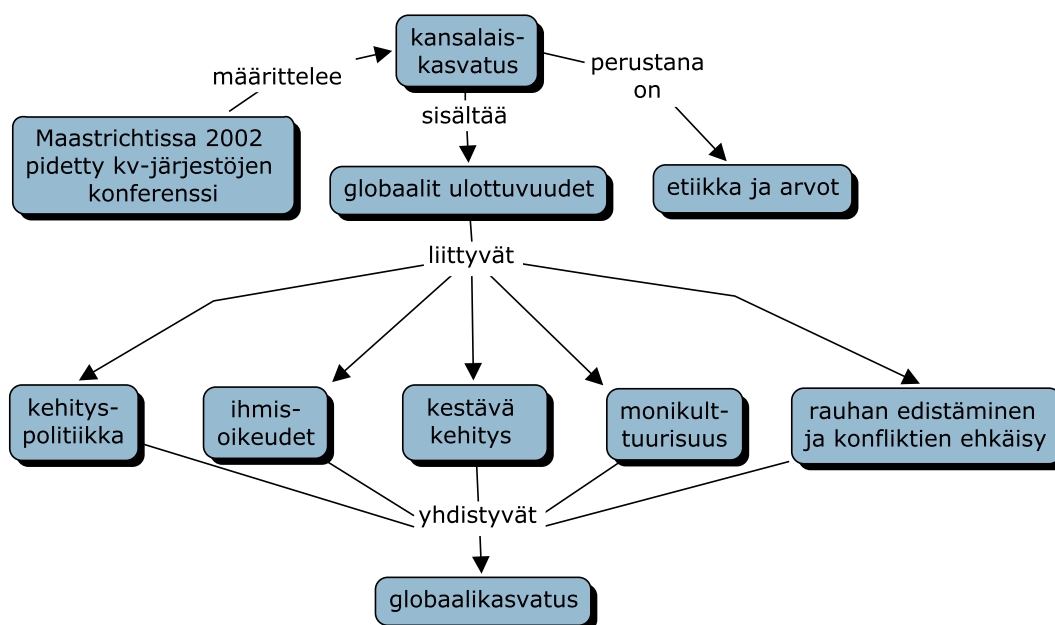 kansalais-
kasvatus
määrittelee
perustana
on
sisältää
Maastrichtissa 2002
pidetty kv-järjestöjen
konferenssi
globaalit ulottuvuudet
etiikka ja arvot
liittyvät
kehitys-
politiikka
ihmis-
oikeudet
kestävä
kehitys
monikult-
tuurisuus
rauhan edistäminen
ja konfliktien ehkäisy
yhdistyvät
globaalikasvatus